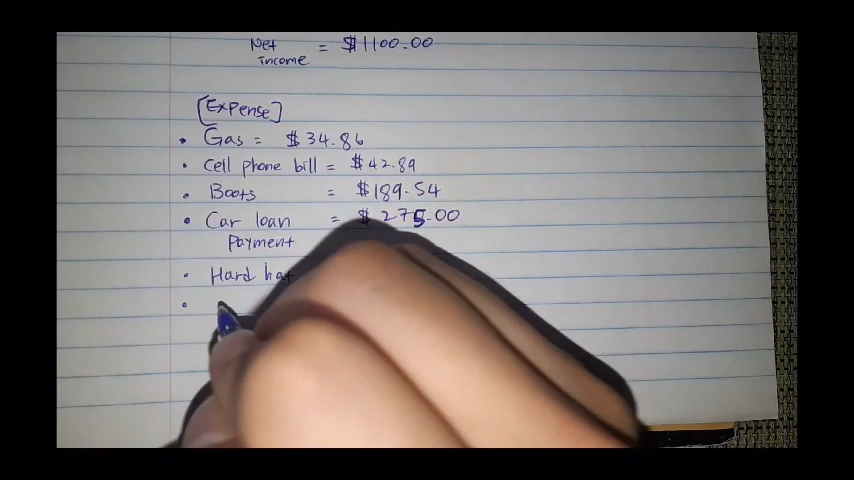 Net = $1100.00
income
[Expense]
• Gas = $34.86
• Cell phone bill = $42.89
• Boots = $189.54
• Car loan = $275.00
payment
• Hard hat
•